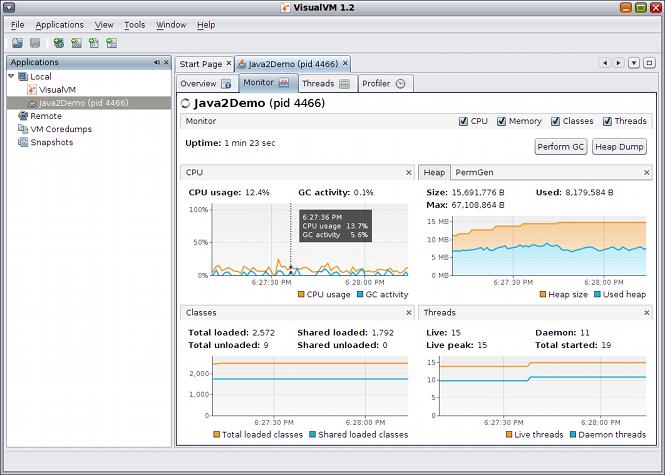 VisualVM 1.2
File Applications View Tools Window Help
Applications
Local
VisualVM
Java2Demo (pid 4466)
Remote
VM Coredumps
Snapshots
Start Page
Java2Demo (pid 4466)
Overview Monitor Threads Profiler
Java2Demo (pid 4466)
Monitor CPU Memory Classes Threads
Uptime: 1 min 23 sec
Perform GC Heap Dump
CPU
CPU usage: 12.4% GC activity: 0.1%
100%
50%
0%
6:27:36 PM
CPU usage 13.7%
GC activity 5.6%
6:27:30 PM 6:28:00 PM
CPU usage GC activity
Heap PermGen
Size: 15,691,776 B Used: 8,179,584 B
Max: 67,108,864 B
15 MB
10 MB
5 MB
0 MB
6:27:30 PM 6:28:00 PM
Heap size Used heap
Classes
Total loaded: 2,572 Shared loaded: 1,792
Total unloaded: 9 Shared unloaded: 0
2,000
1,000
0
6:27:30 PM 6:28:00 PM
Total loaded classes Shared loaded classes
Threads
Live: 15 Daemon: 11
Live peak: 15 Total started: 19
15
10
5
0
6:27:30 PM 6:28:00 PM
Live threads Daemon threads